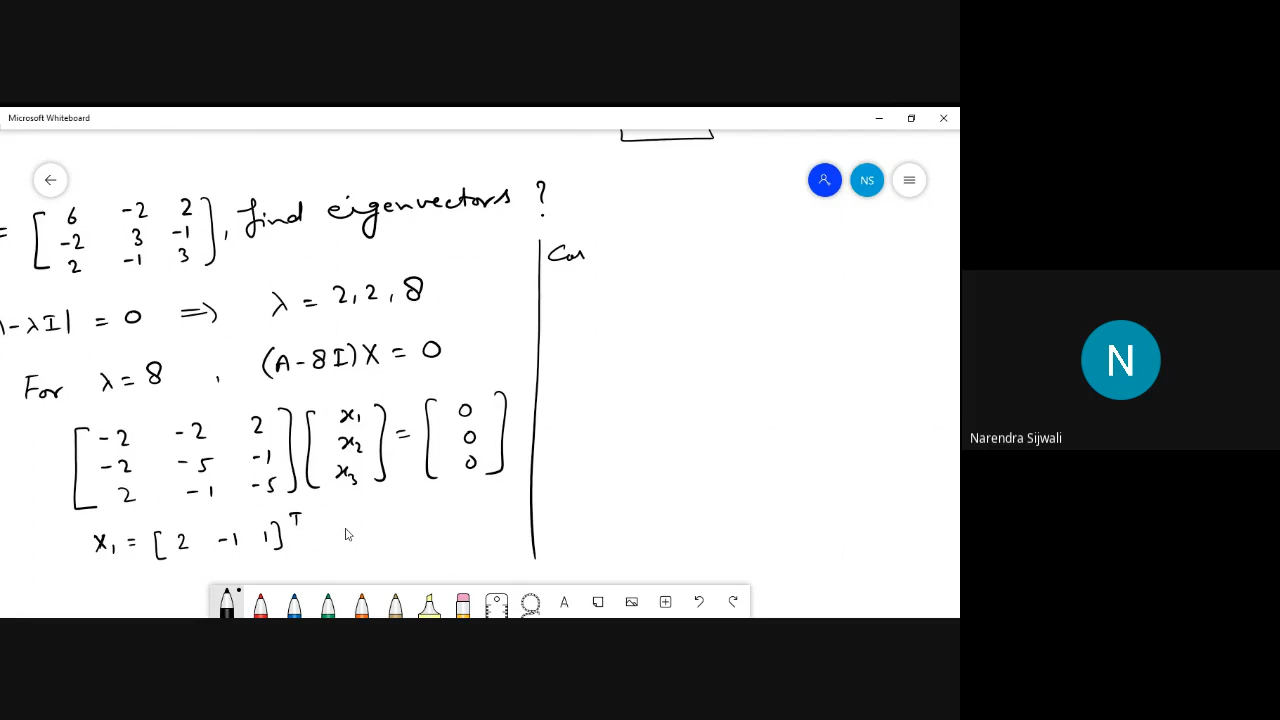 Microsoft Whiteboard
NS
= [ 6 -2 2
-2 3 -1
2 -1 3 ], find eigenvectors ?
-λI| = 0 ⇒ λ = 2, 2, 8
For λ = 8 , (A - 8I)X = 0
[ -2 -2 2
-2 -5 -1
2 -1 -5 ] [ x₁
x₂
x₃ ] = [ 0
0
0 ]
X₁ = [ 2 -1 1 ]ᵀ
N
Narendra Sijwali